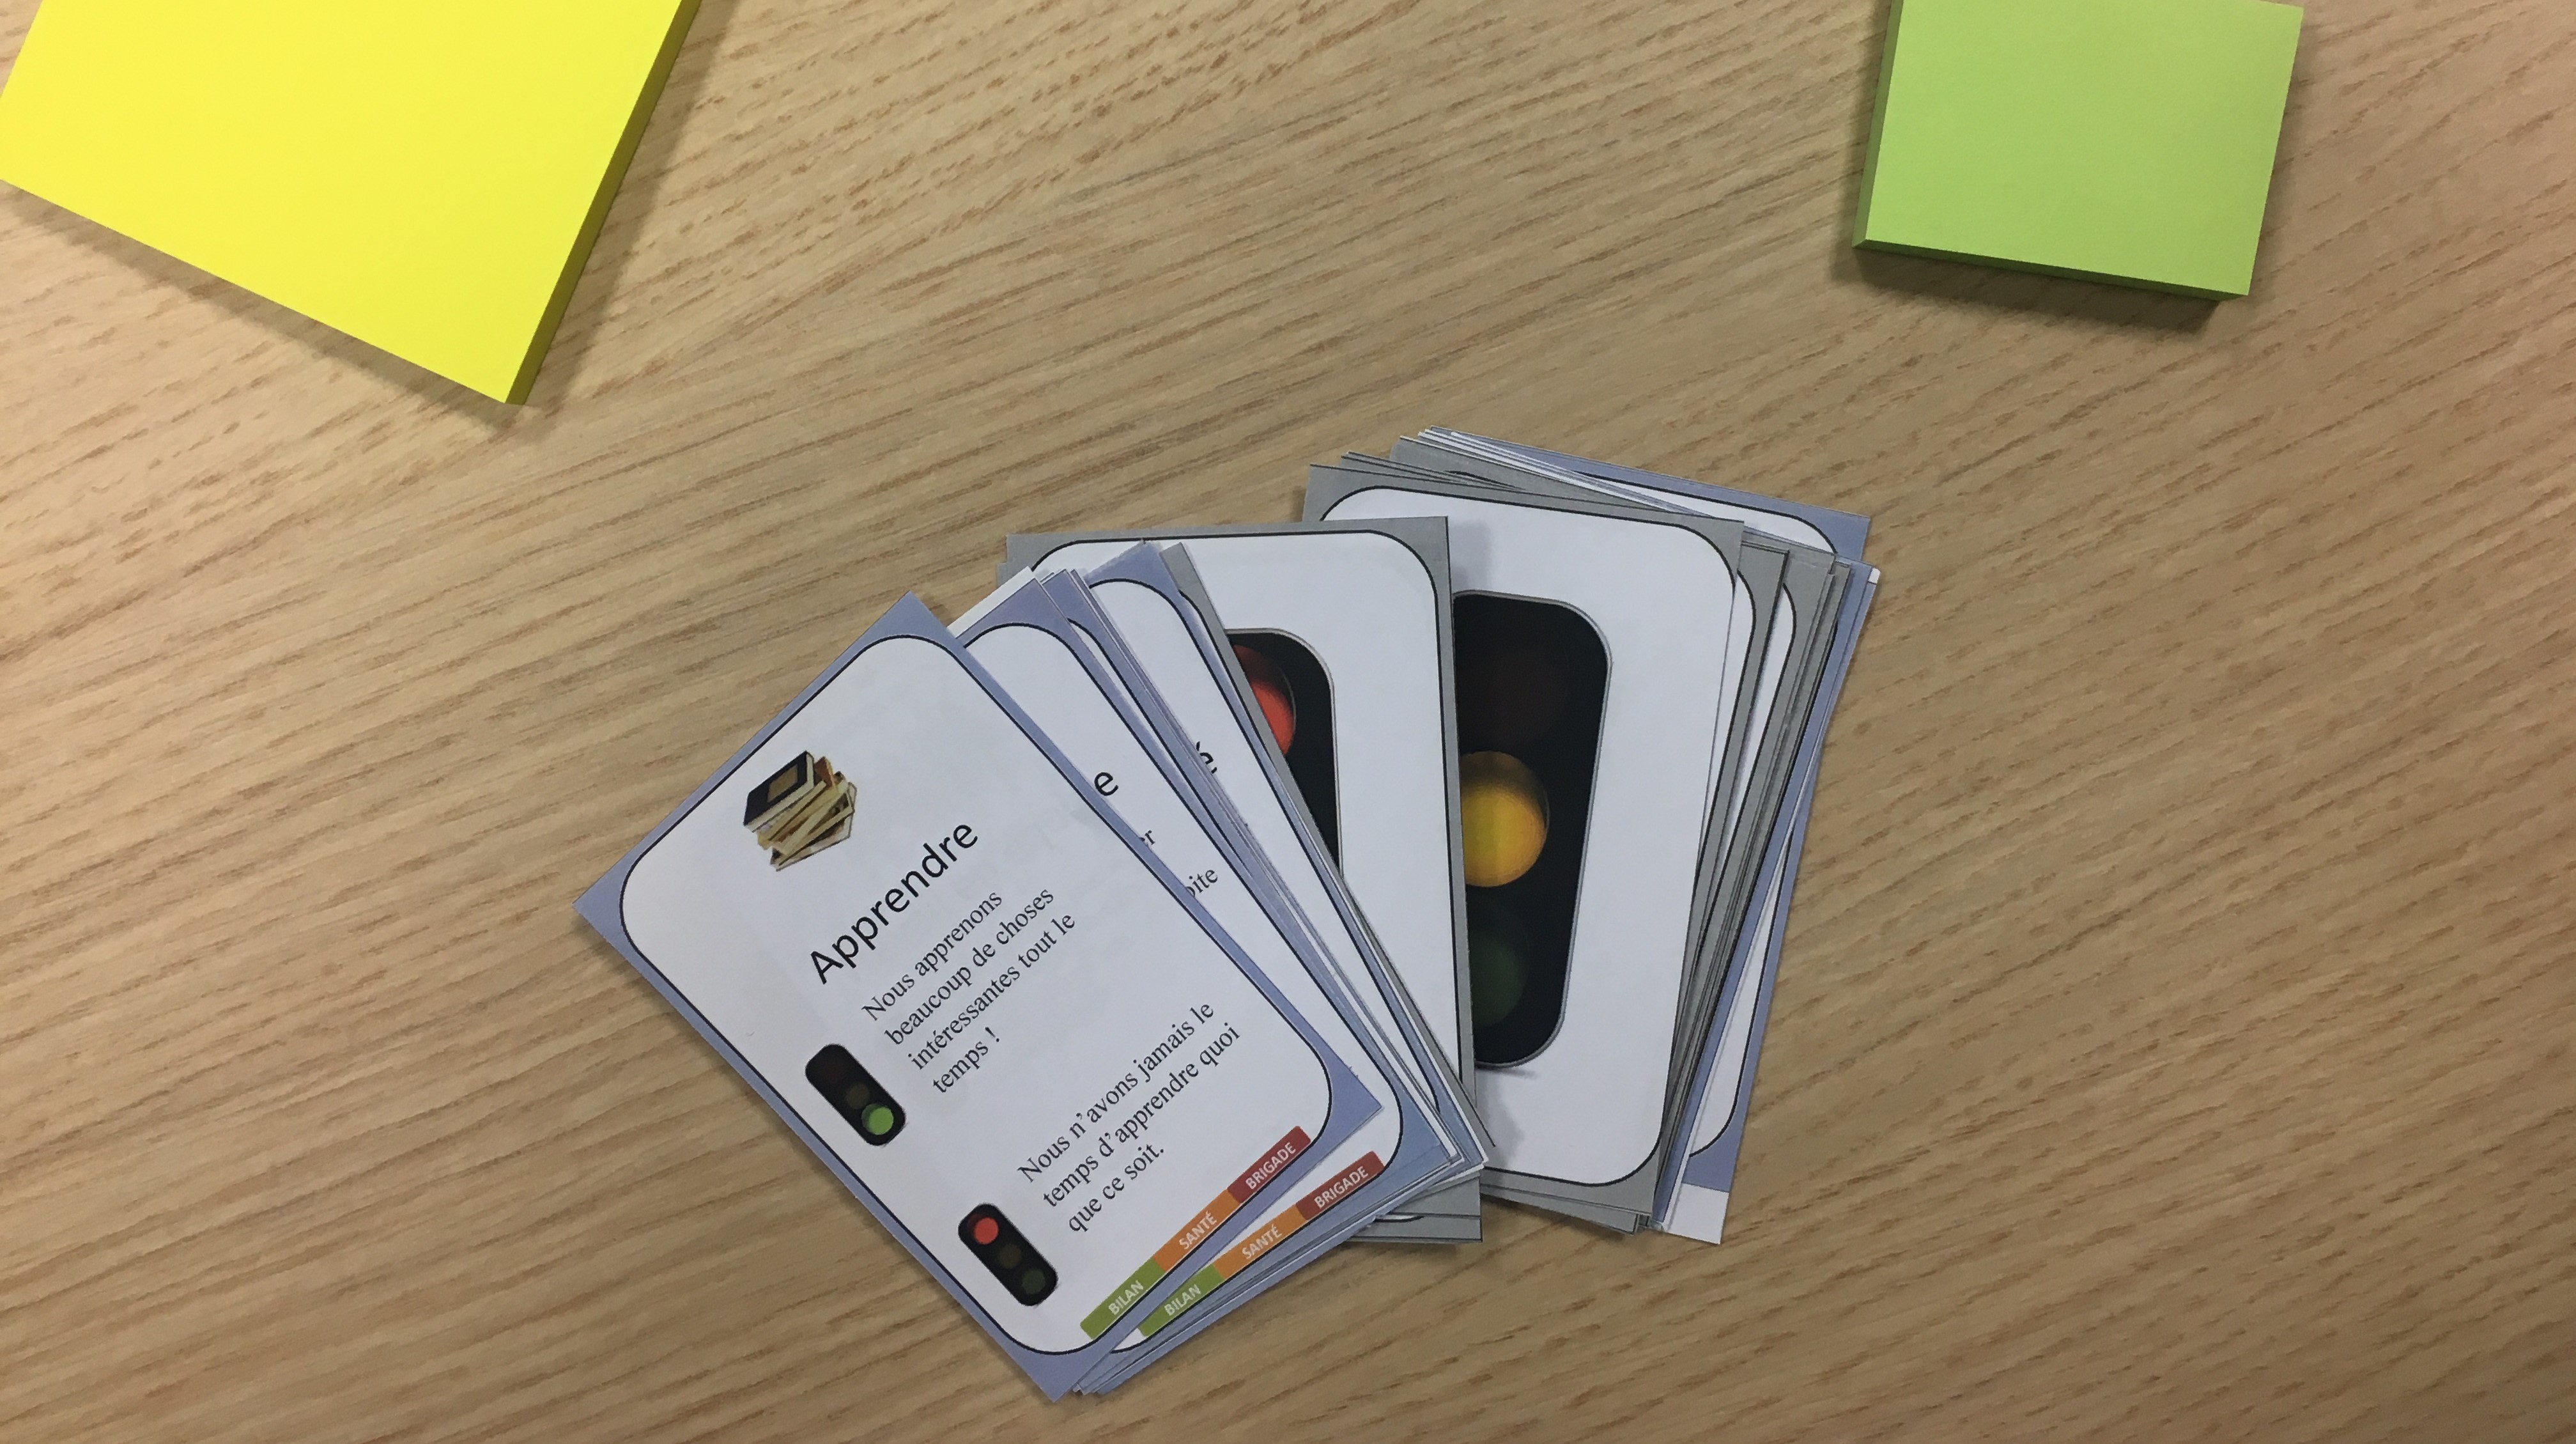 Apprendre
Nous apprenons
beaucoup de choses
intéressantes tout le
temps !
Nous n'avons jamais le
temps d'apprendre quoi
que ce soit.
BILAN SANTÉ BRIGADE
BILAN SANTÉ BRIGADE